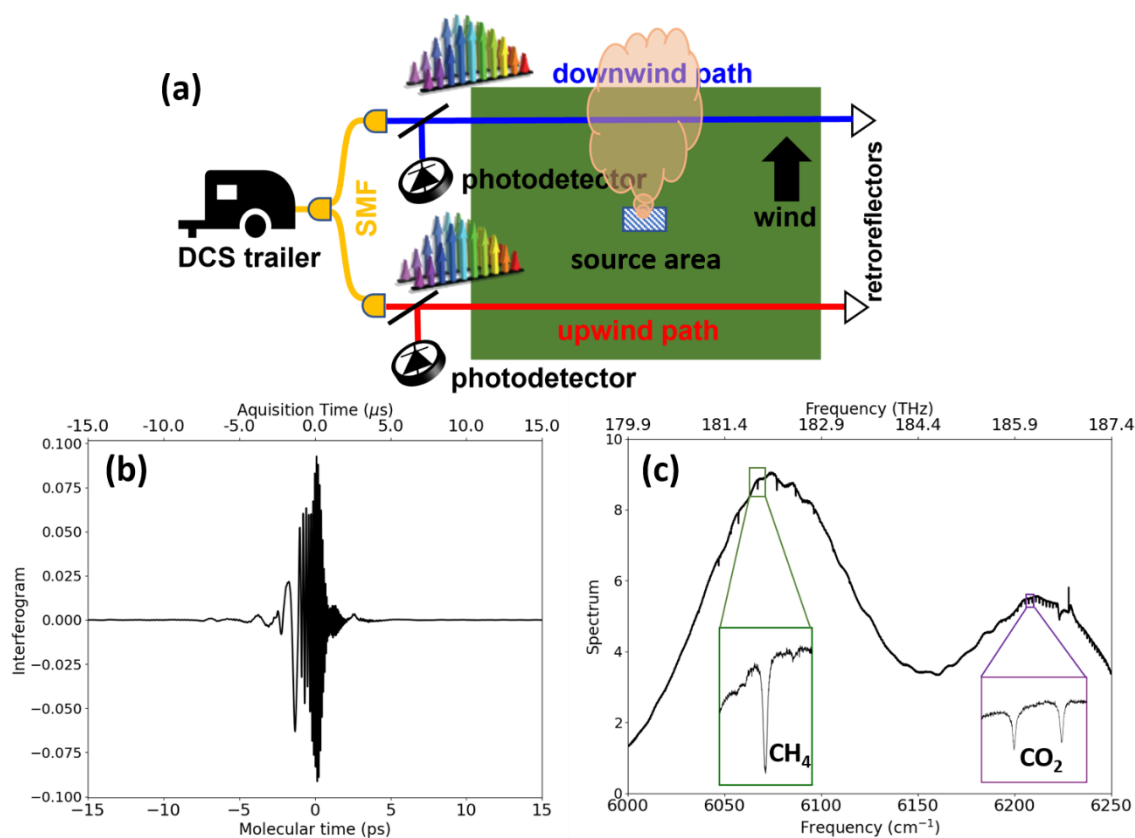 (a)
downwind path
photodetector
SMF
DCS trailer
wind
source area
retroreflectors
upwind path
photodetector
Aquisition Time (μs)
-15.0 -10.0 -5.0 0.0 5.0 10.0 15.0
(b)
Interferogram
0.100
0.075
0.050
0.025
0.000
−0.025
−0.050
−0.075
−0.100
−15 −10 −5 0 5 10 15
Molecular time (ps)
Frequency (THz)
179.9 181.4 182.9 184.4 185.9 187.4
(c)
Spectrum
10
8
6
4
2
0
CH₄
CO₂
6000 6050 6100 6150 6200 6250
Frequency (cm⁻¹)